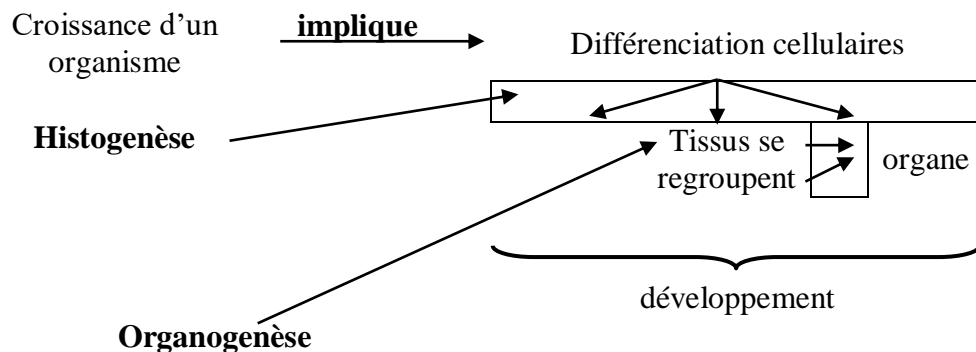 Croissance d’un
organisme
implique
Différenciation cellulaires
Histogenèse
Tissus se
regroupent
organe
développement
Organogenèse